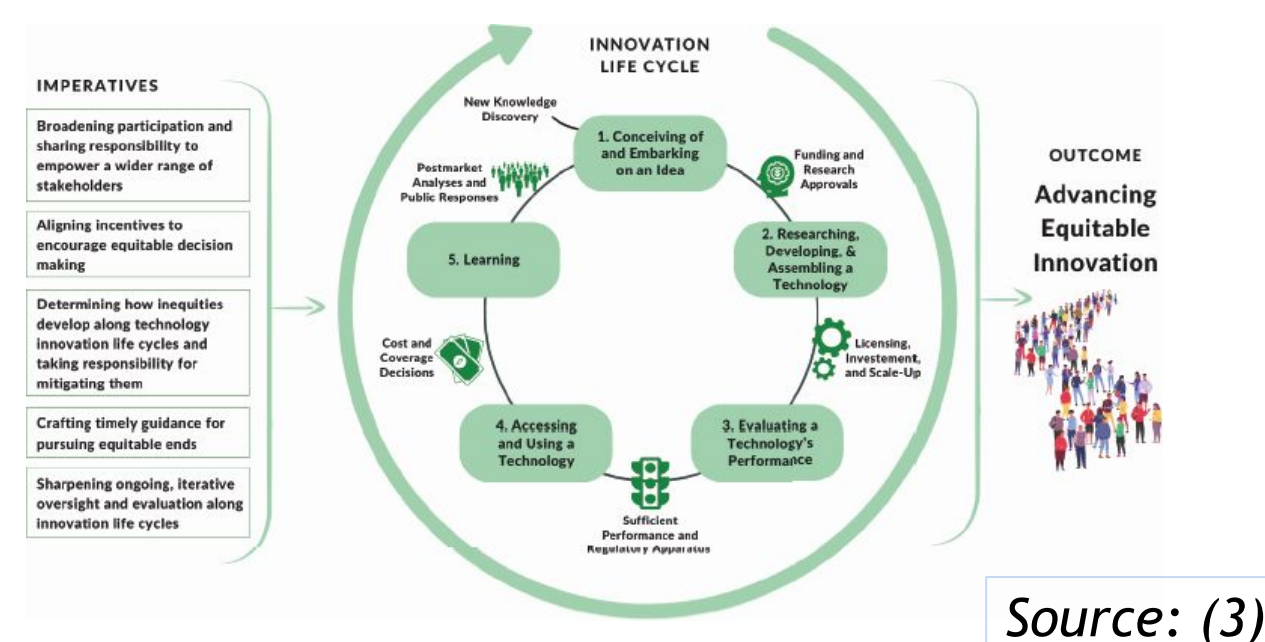 IMPERATIVES
Broadening participation and
sharing responsibility to
empower a wider range of
stakeholders
Aligning incentives to
encourage equitable decision
making
Determining how inequities
develop along technology
innovation life cycles and
taking responsibility for
mitigating them
Crafting timely guidance for
pursuing equitable ends
Sharpening ongoing, iterative
oversight and evaluation along
innovation life cycles
INNOVATION
LIFE CYCLE
New Knowledge
Discovery
1. Conceiving of
and Embarking
on an Idea
Funding and
Research
Approvals
2. Researching,
Developing, &
Assembling a
Technology
Licensing,
Investement,
and Scale-Up
3. Evaluating a
Technology's
Performance
Sufficient
Performance and
Regulatory Apparatus
4. Accessing
and Using a
Technology
Cost and
Coverage
Decisions
5. Learning
Postmarket
Analyses and
Public Responses
OUTCOME
Advancing
Equitable
Innovation
Source: (3)